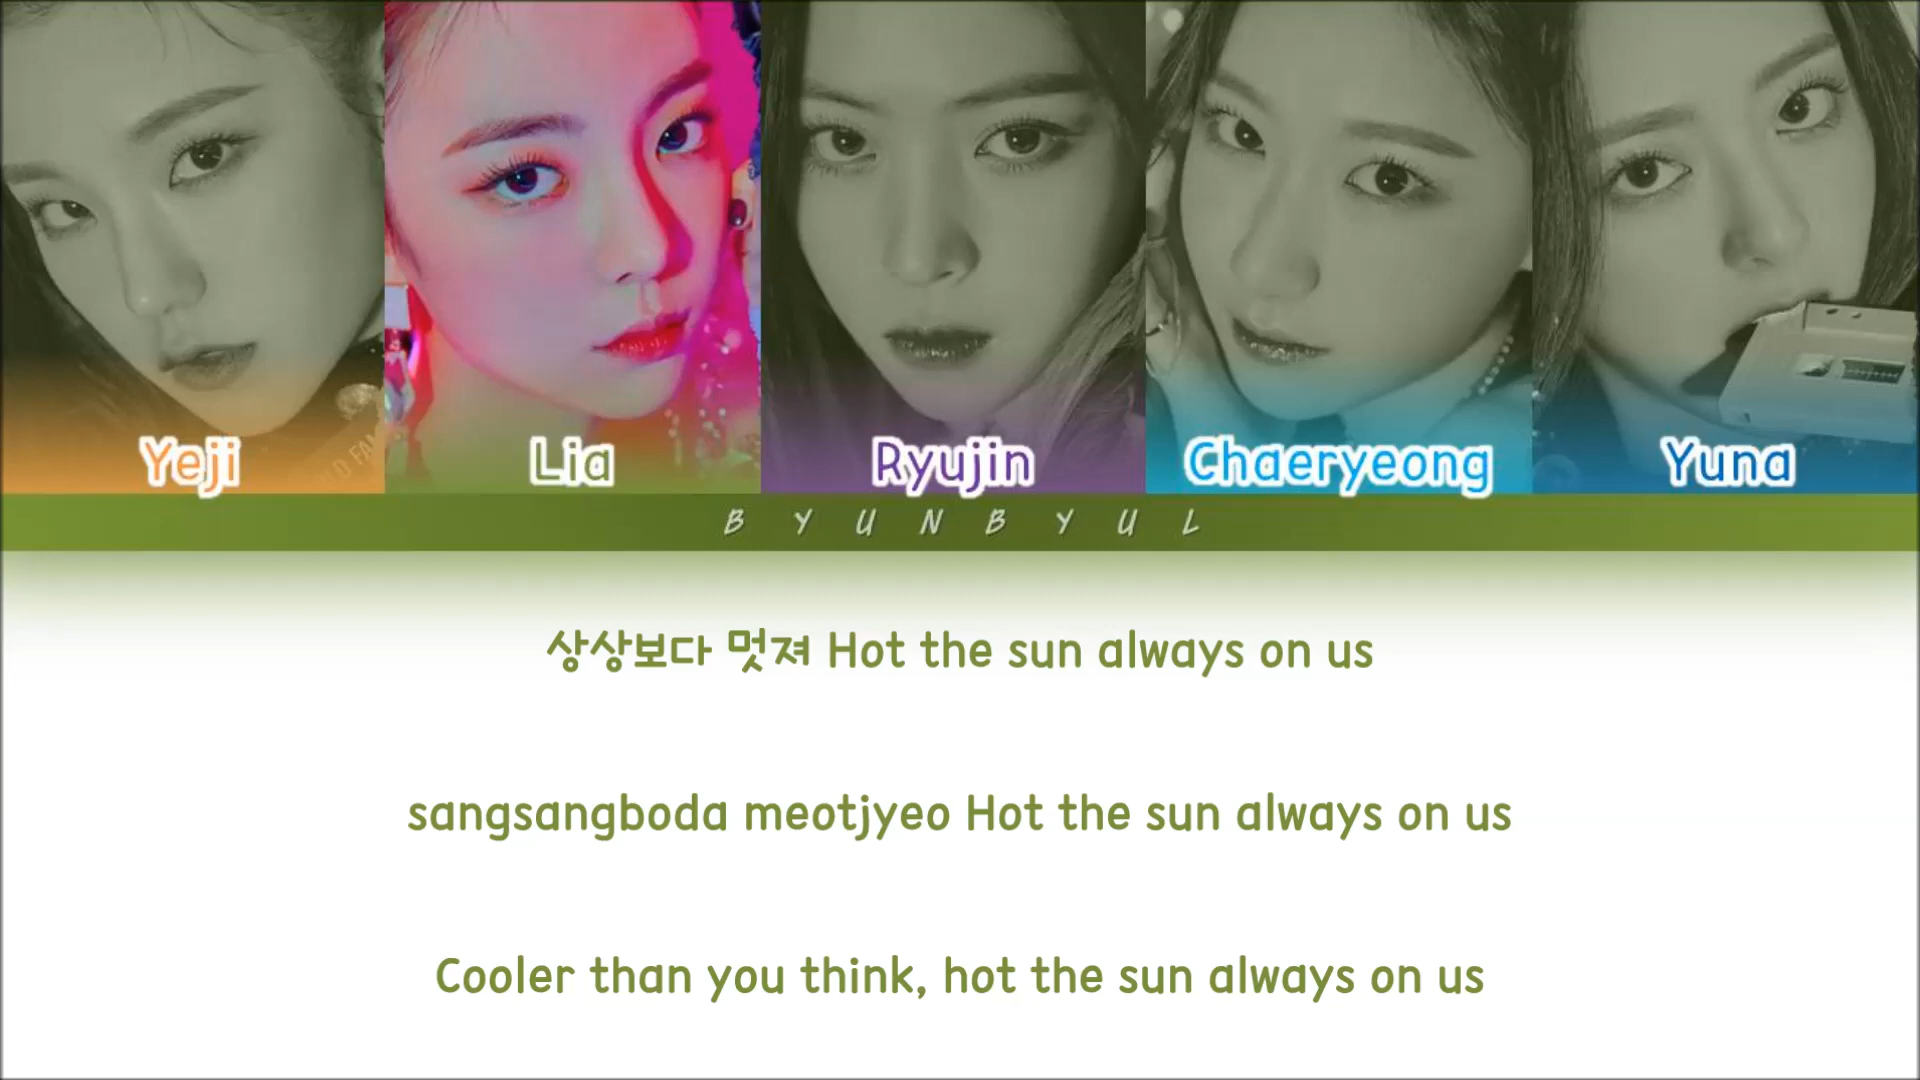 Yeji
Lia
Ryujin
Chaeryeong
Yuna
BYUNBYUL
상상보다 멋져 Hot the sun always on us
sangsangboda meotjyeo Hot the sun always on us
Cooler than you think, hot the sun always on us